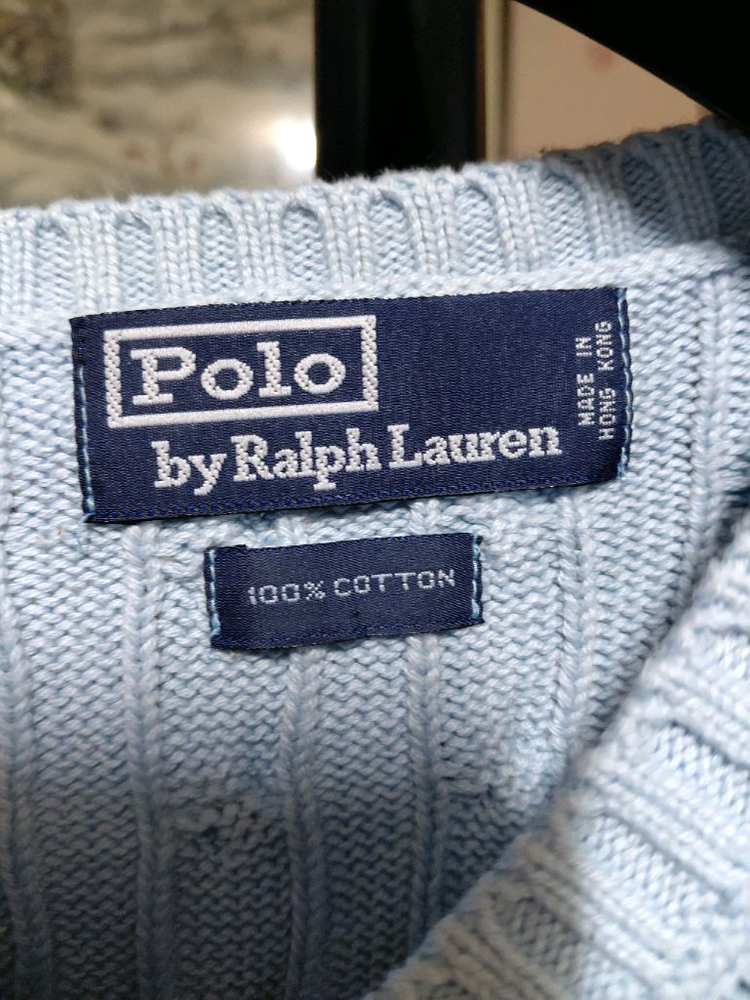 Polo
by Ralph Lauren
MADE IN
HONG KONG
100% COTTON